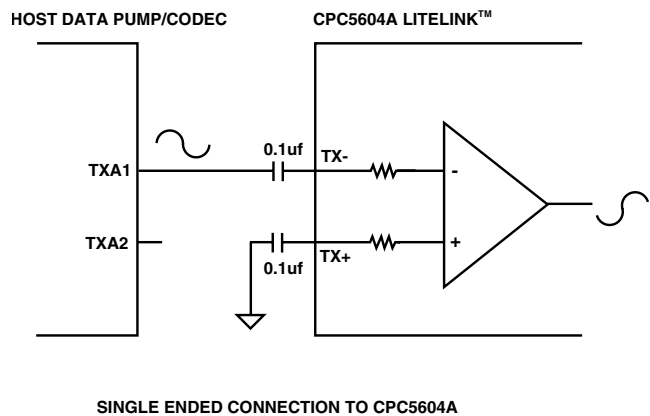 HOST DATA PUMP/CODEC
CPC5604A LITELINK™
TXA1
0.1uf
TX-
-
TXA2
0.1uf
TX+
+
SINGLE ENDED CONNECTION TO CPC5604A